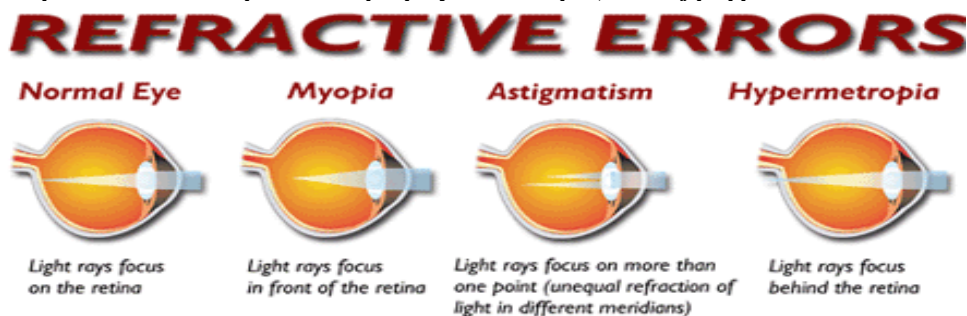 REFRACTIVE ERRORS
Normal Eye
Myopia
Astigmatism
Hypermetropia
Light rays focus
on the retina
Light rays focus
in front of the retina
Light rays focus on more than
one point (unequal refraction of
light in different meridians)
Light rays focus
behind the retina